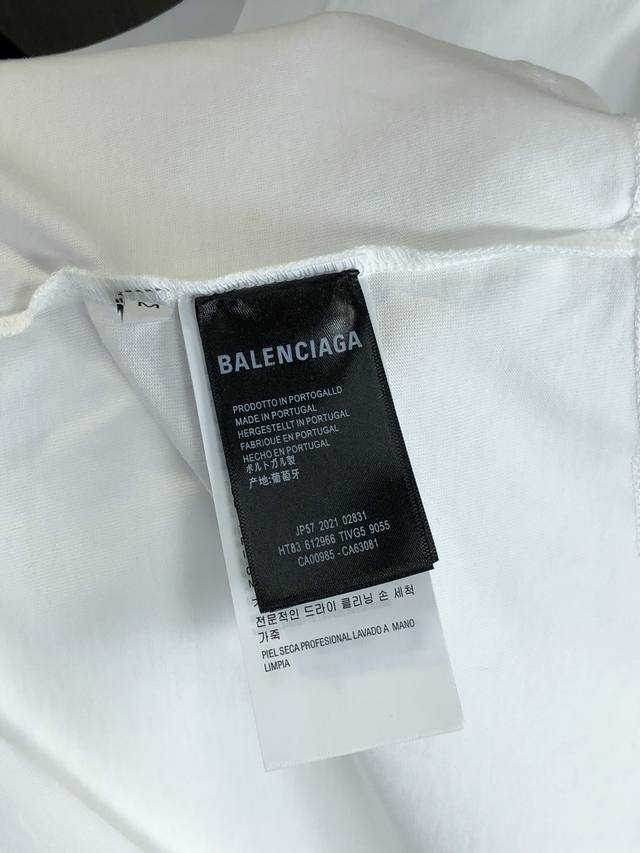 M
BALENCIAGA
PRODOTTO IN PORTOGALLO
MADE IN PORTUGAL
HERGESTELLT IN PORTUGAL
FABRIQUE EN PORTUGAL
HECHO EN PORTUGAL
ポルトガル製
产地:葡萄牙
JP57 2021 02831
HT83 612966 TIVG5 9055
CA00985 - CA63081
전문적인 드라이 클리닝 손 세척
가죽
PIEL SECA PROFESIONAL LAVADO A MANO
LIMPIA